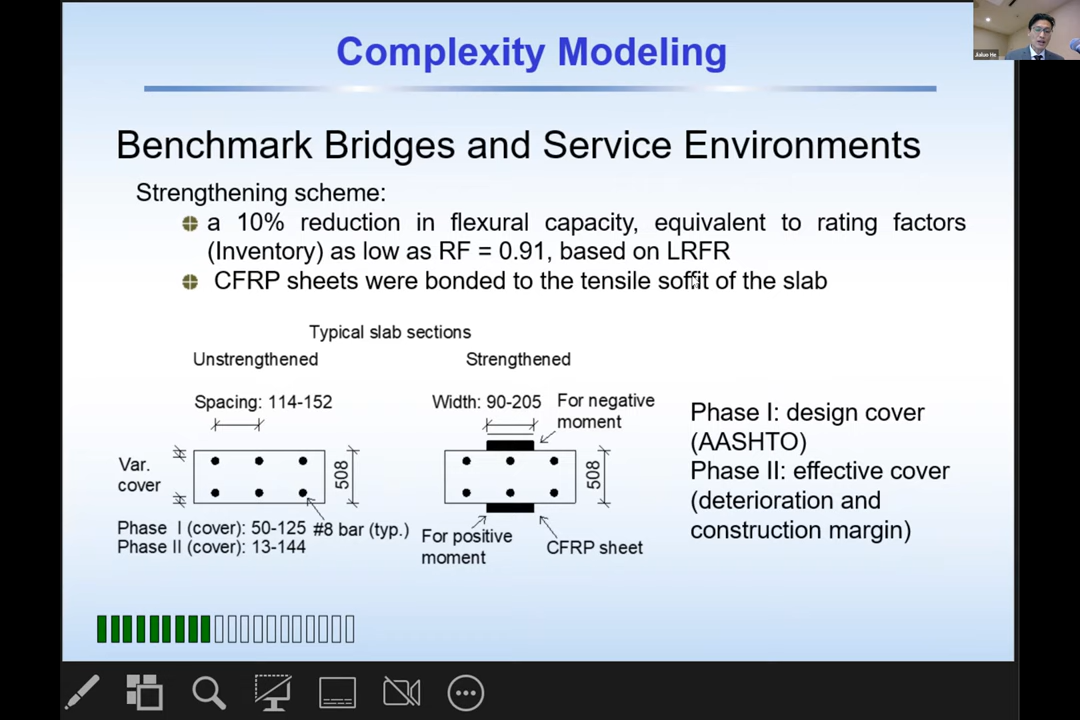 Complexity Modeling
Benchmark Bridges and Service Environments
Strengthening scheme:
a 10% reduction in flexural capacity, equivalent to rating factors
(Inventory) as low as RF = 0.91, based on LRFR
CFRP sheets were bonded to the tensile soffit of the slab
Typical slab sections
Unstrengthened
Strengthened
Spacing: 114-152
Width: 90-205
For negative
moment
Var.
cover
508
508
Phase I (cover): 50-125
Phase II (cover): 13-144
#8 bar (typ.)
For positive
moment
CFRP sheet
Phase I: design cover
(AASHTO)
Phase II: effective cover
(deterioration and
construction margin)